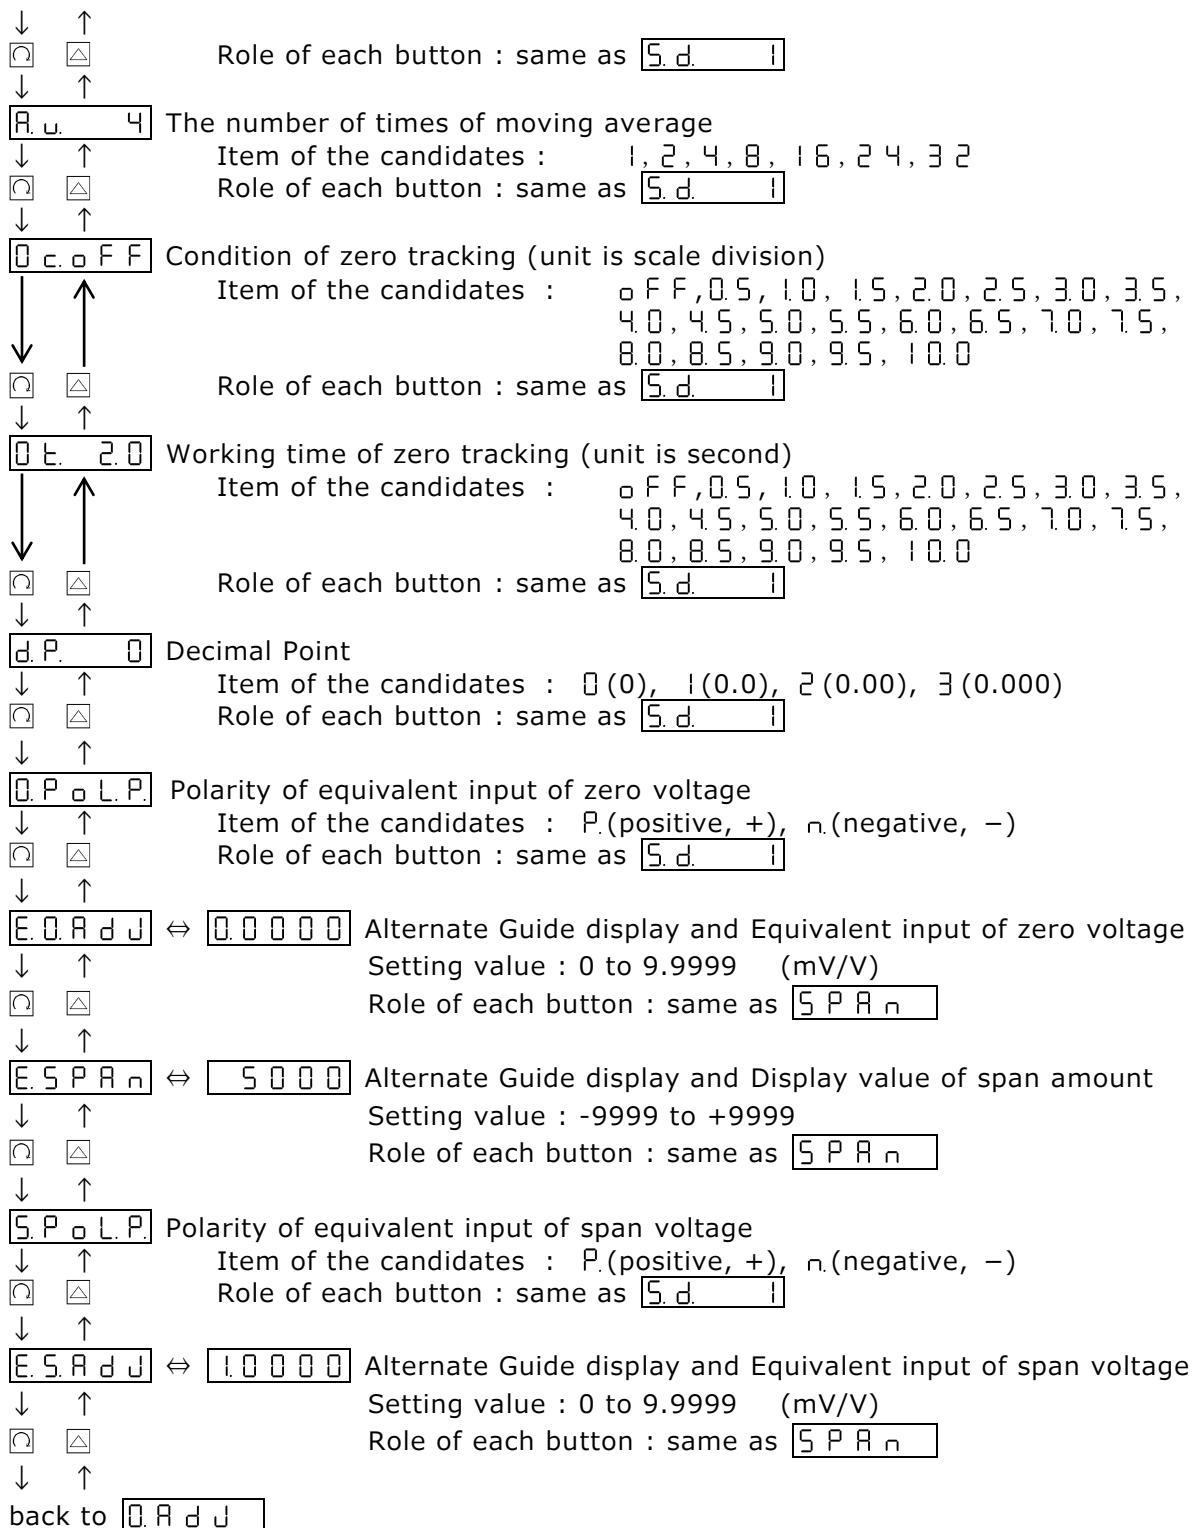 ↓ ↑
Role of each button : same as S.d. 1
↓ ↑
A.u. 4 The number of times of moving average
↓ ↑ Item of the candidates : 1, 2, 4, 8, 16, 24, 32
Role of each button : same as S.d. 1
↓ ↑
0c.oFF Condition of zero tracking (unit is scale division)
Item of the candidates : oFF, 0.5, 1.0, 1.5, 2.0, 2.5, 3.0, 3.5,
4.0, 4.5, 5.0, 5.5, 6.0, 6.5, 7.0, 7.5,
8.0, 8.5, 9.0, 9.5, 10.0
Role of each button : same as S.d. 1
↓ ↑
0t. 2.0 Working time of zero tracking (unit is second)
Item of the candidates : oFF, 0.5, 1.0, 1.5, 2.0, 2.5, 3.0, 3.5,
4.0, 4.5, 5.0, 5.5, 6.0, 6.5, 7.0, 7.5,
8.0, 8.5, 9.0, 9.5, 10.0
Role of each button : same as S.d. 1
↓ ↑
d.P. 0 Decimal Point
↓ ↑ Item of the candidates : 0 (0), 1 (0.0), 2 (0.00), 3 (0.000)
Role of each button : same as S.d. 1
↓ ↑
0.PoL.P. Polarity of equivalent input of zero voltage
↓ ↑ Item of the candidates : P.(positive, +), n.(negative, −)
Role of each button : same as S.d. 1
↓ ↑
E.0.AdJ ⇔ 0.0000 Alternate Guide display and Equivalent input of zero voltage
↓ ↑ Setting value : 0 to 9.9999 (mV/V)
Role of each button : same as SPAn
↓ ↑
E.SPAn ⇔ 5000 Alternate Guide display and Display value of span amount
↓ ↑ Setting value : -9999 to +9999
Role of each button : same as SPAn
↓ ↑
S.PoL.P. Polarity of equivalent input of span voltage
↓ ↑ Item of the candidates : P.(positive, +), n.(negative, −)
Role of each button : same as S.d. 1
↓ ↑
E.S.AdJ ⇔ 1.0000 Alternate Guide display and Equivalent input of span voltage
↓ ↑ Setting value : 0 to 9.9999 (mV/V)
Role of each button : same as SPAn
↓ ↑
back to 0.AdJ